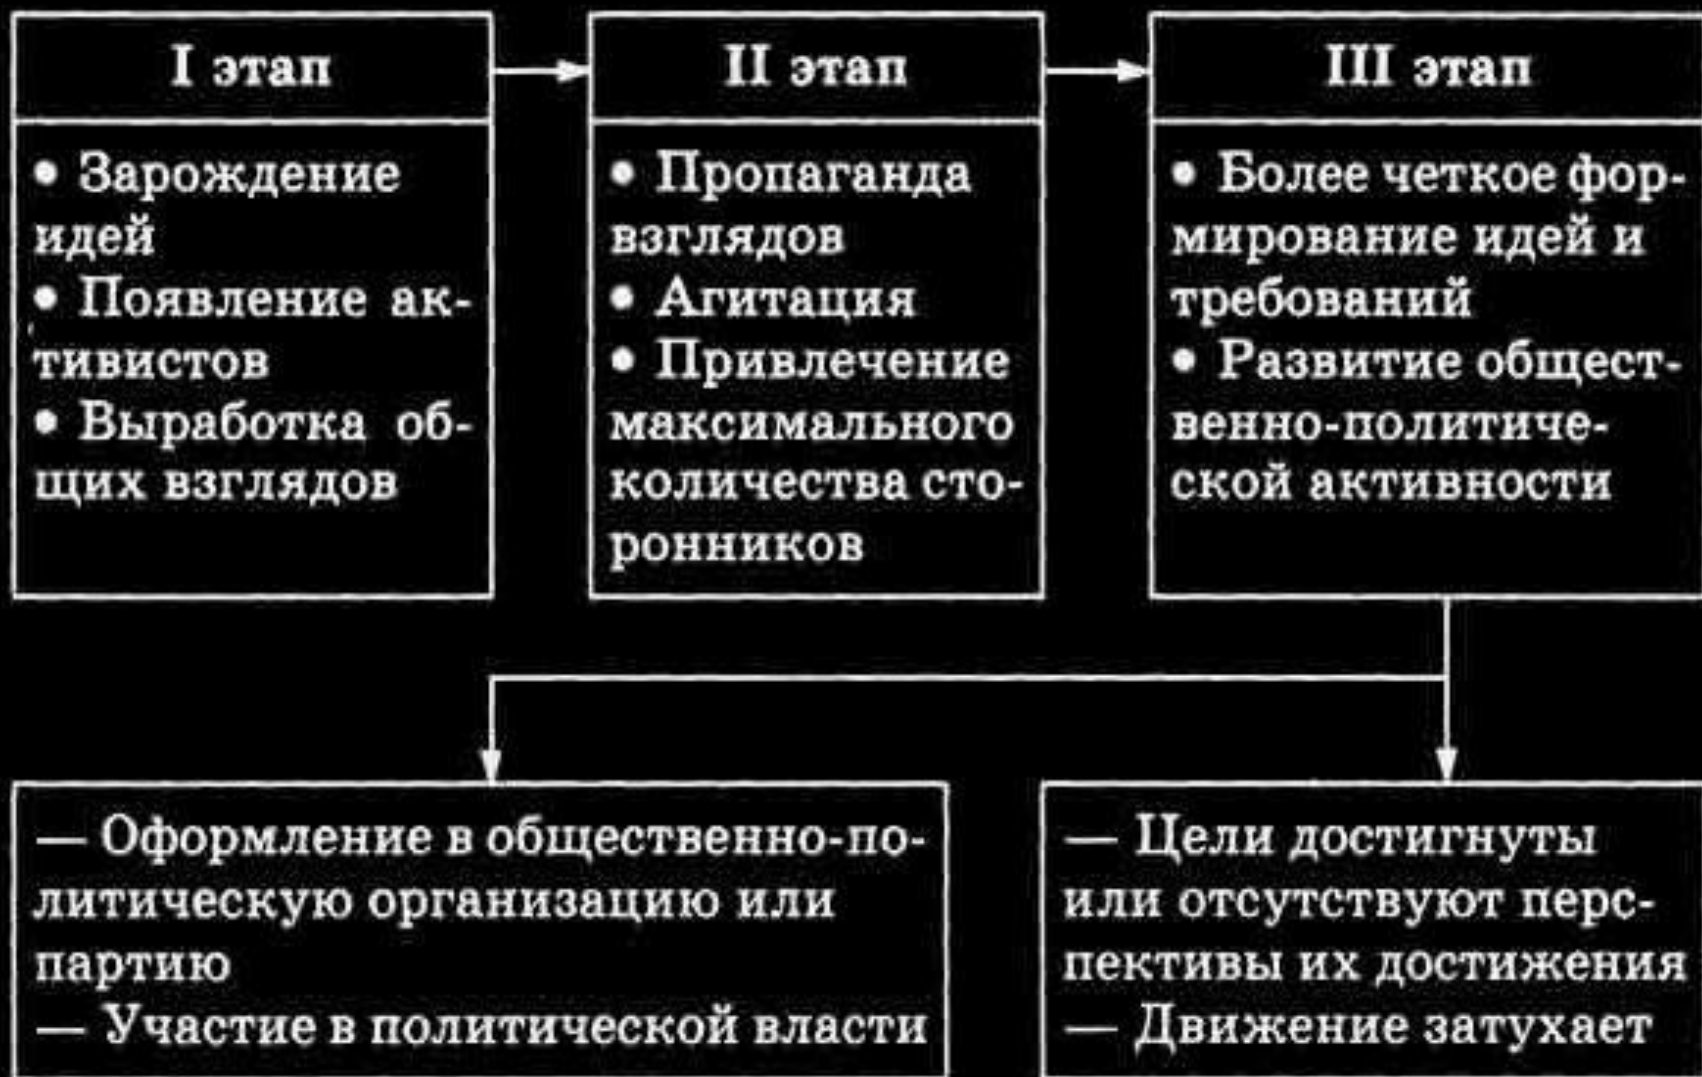 I этап
• Зарождение
идей
• Появление ак-
тивистов
• Выработка об-
щих взглядов
II этап
• Пропаганда
взглядов
• Агитация
• Привлечение
максимального
количества сто-
ронников
III этап
• Более четкое фор-
мирование идей и
требований
• Развитие общест-
венно-политиче-
ской активности
— Оформление в общественно-по-
литическую организацию или
партию
— Участие в политической власти
— Цели достигнуты
или отсутствуют перс-
пективы их достижения
— Движение затухает